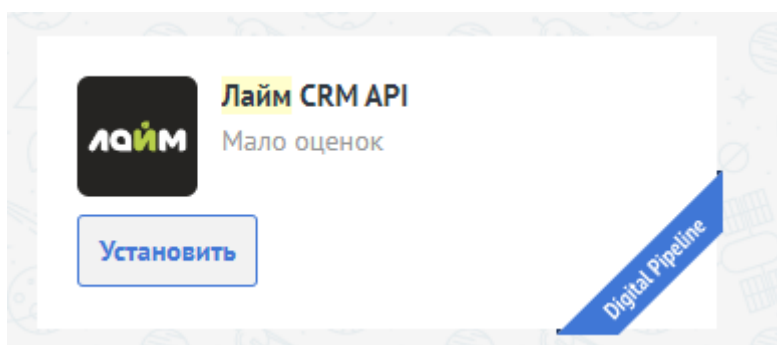 Лайм CRM API
лайм
Мало оценок
Установить
Digital Pipeline